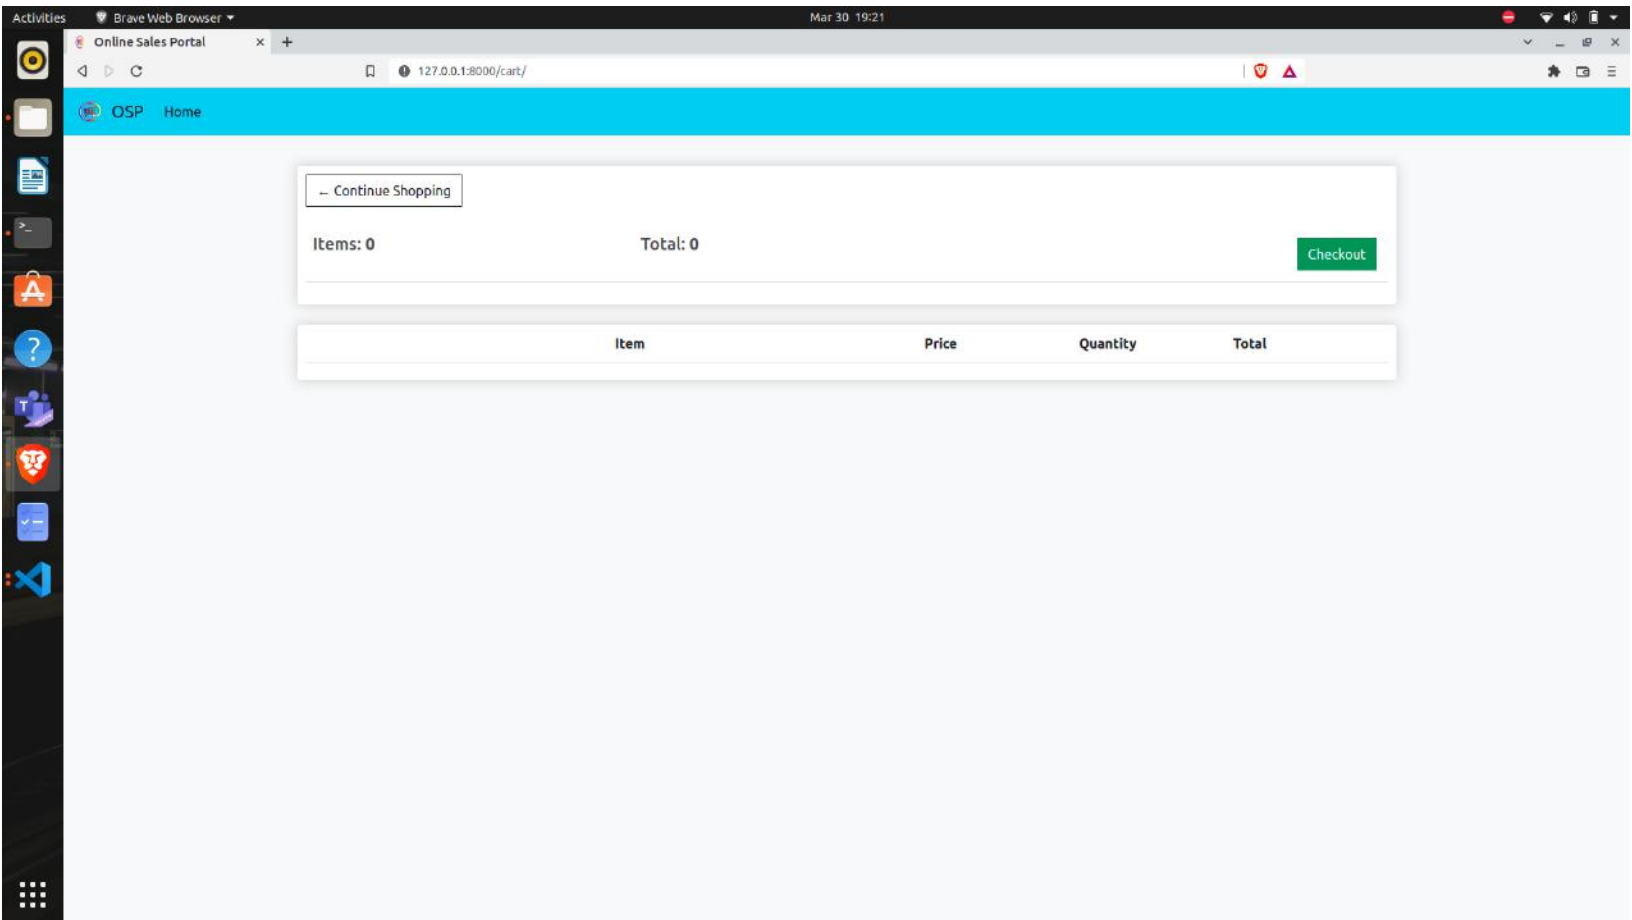 Activities Brave Web Browser Mar 30 19:21
Online Sales Portal
127.0.0.1:8000/cart/
OSP Home
← Continue Shopping
Items: 0 Total: 0
Checkout
Item Price Quantity Total